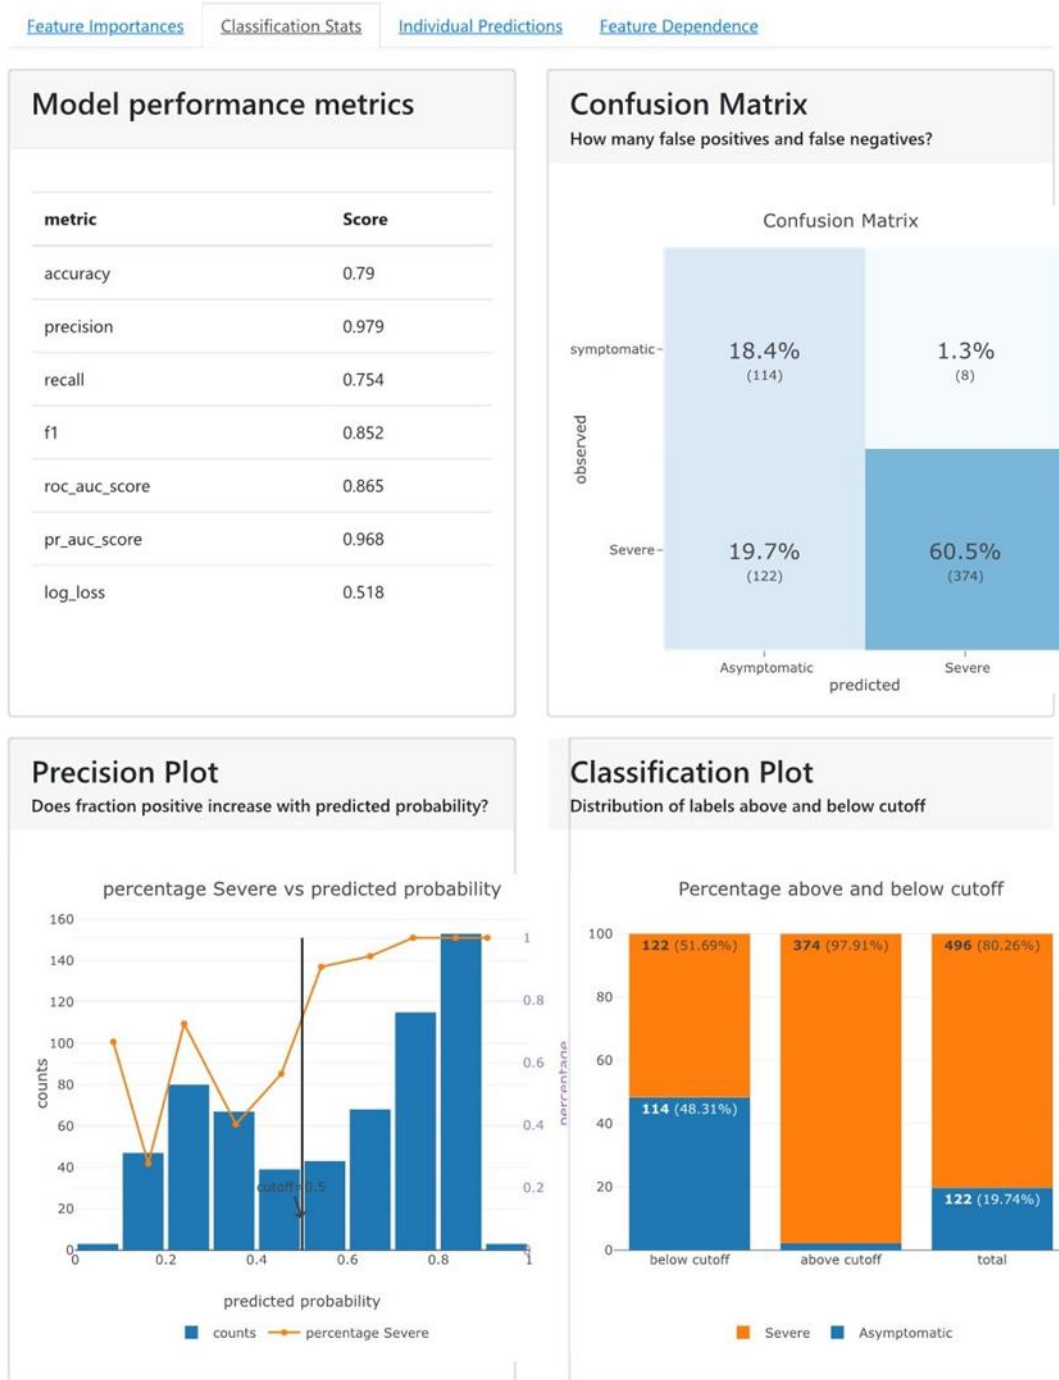 Feature Importances Classification Stats Individual Predictions Feature Dependence
Model performance metrics
metric Score
accuracy 0.79
precision 0.979
recall 0.754
f1 0.852
roc_auc_score 0.865
pr_auc_score 0.968
log_loss 0.518
Confusion Matrix
How many false positives and false negatives?
Confusion Matrix
observed
symptomatic
18.4% 1.3%
(114) (8)
Severe
19.7% 60.5%
(122) (374)
Asymptomatic Severe
predicted
Precision Plot
Does fraction positive increase with predicted probability?
percentage Severe vs predicted probability
160
140
120
100
80
60
40
20
0
counts
1
0.8
0.6
0.4
0.2
percentage
cutoff=0.5
0 0.2 0.4 0.6 0.8 1
predicted probability
counts percentage Severe
Classification Plot
Distribution of labels above and below cutoff
Percentage above and below cutoff
100
80
60
40
20
0
122 (51.69%) 374 (97.91%) 496 (80.26%)
114 (48.31%)
122 (19.74%)
below cutoff above cutoff total
Severe Asymptomatic